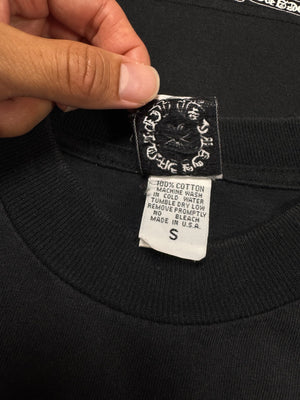 100% COTTON
MACHINE WASH
IN COLD WATER
TUMBLE DRY LOW
REMOVE PROMPTLY
NO BLEACH
MADE IN U.S.A.
S